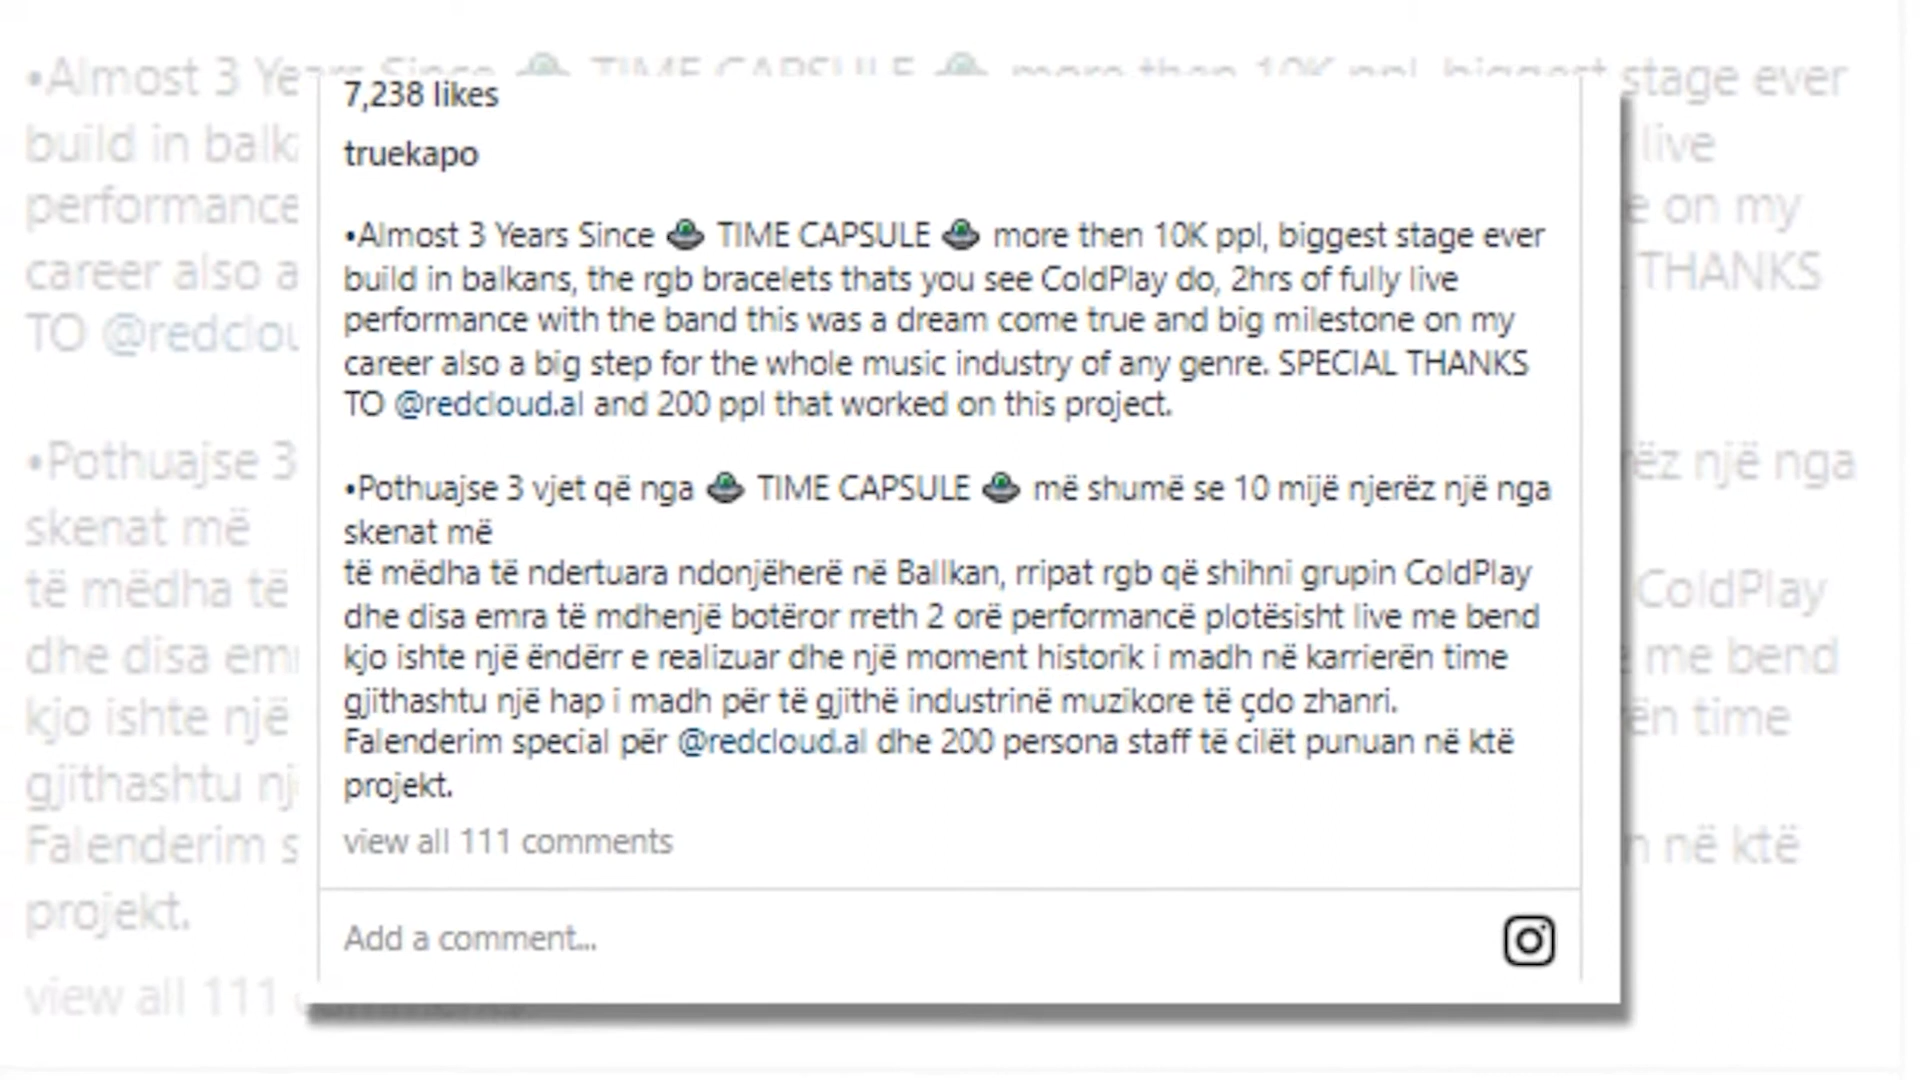 7,238 likes
truekapo
•Almost 3 Years Since 🛸 TIME CAPSULE 🛸 more then 10K ppl, biggest stage ever
build in balkans, the rgb bracelets thats you see ColdPlay do, 2hrs of fully live
performance with the band this was a dream come true and big milestone on my
career also a big step for the whole music industry of any genre. SPECIAL THANKS
TO @redcloud.al and 200 ppl that worked on this project.
•Pothuajse 3 vjet që nga 🛸 TIME CAPSULE 🛸 më shumë se 10 mijë njerëz një nga
skenat më
të mëdha të ndertuara ndonjëherë në Ballkan, rripat rgb që shihni grupin ColdPlay
dhe disa emra të mdhenjë botëror rreth 2 orë performancë plotësisht live me bend
kjo ishte një ëndërr e realizuar dhe një moment historik i madh në karrierën time
gjithashtu një hap i madh për të gjithë industrinë muzikore të çdo zhanri.
Falenderim special për @redcloud.al dhe 200 persona staff të cilët punuan në ktë
projekt.
view all 111 comments
Add a comment...